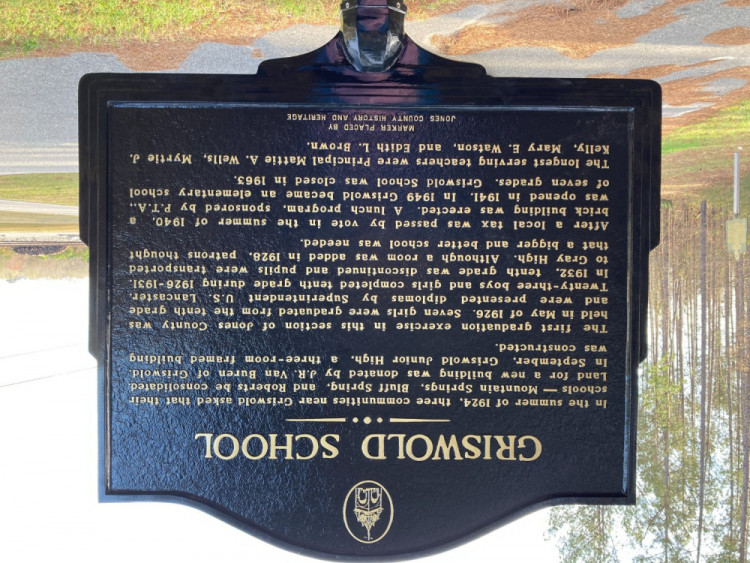 GRISWOLD SCHOOL
In the summer of 1924, three communities near Griswold asked that their
schools — Mountain Springs, Bluff Spring, and Roberts be consolidated.
Land for a new building was donated by J.R. Van Buren of Griswold.
In September, Griswold Junior High, a three-room framed building
was constructed.
The first graduation exercise in this section of Jones County was
held in May of 1926. Seven girls were graduated from the tenth grade
and were presented diplomas by Superintendent U.S. Lancaster.
Twenty-three boys and girls completed tenth grade during 1926-1931.
In 1932, tenth grade was discontinued and pupils were transported
to Gray High. Although a room was added in 1928, patrons thought
that a bigger and better school was needed.
After a local tax was passed by vote in the summer of 1940, a
brick building was erected. A lunch program, sponsored by P.T.A.,
was opened in 1941. In 1949 Griswold became an elementary school
of seven grades. Griswold School was closed in 1963.
The longest serving teachers were Principal Mattie A. Wells, Myrtle J.
Kelly, Mary E. Watson, and Edith L. Brown.
MARKER PLACED BY
JONES COUNTY HISTORY AND HERITAGE